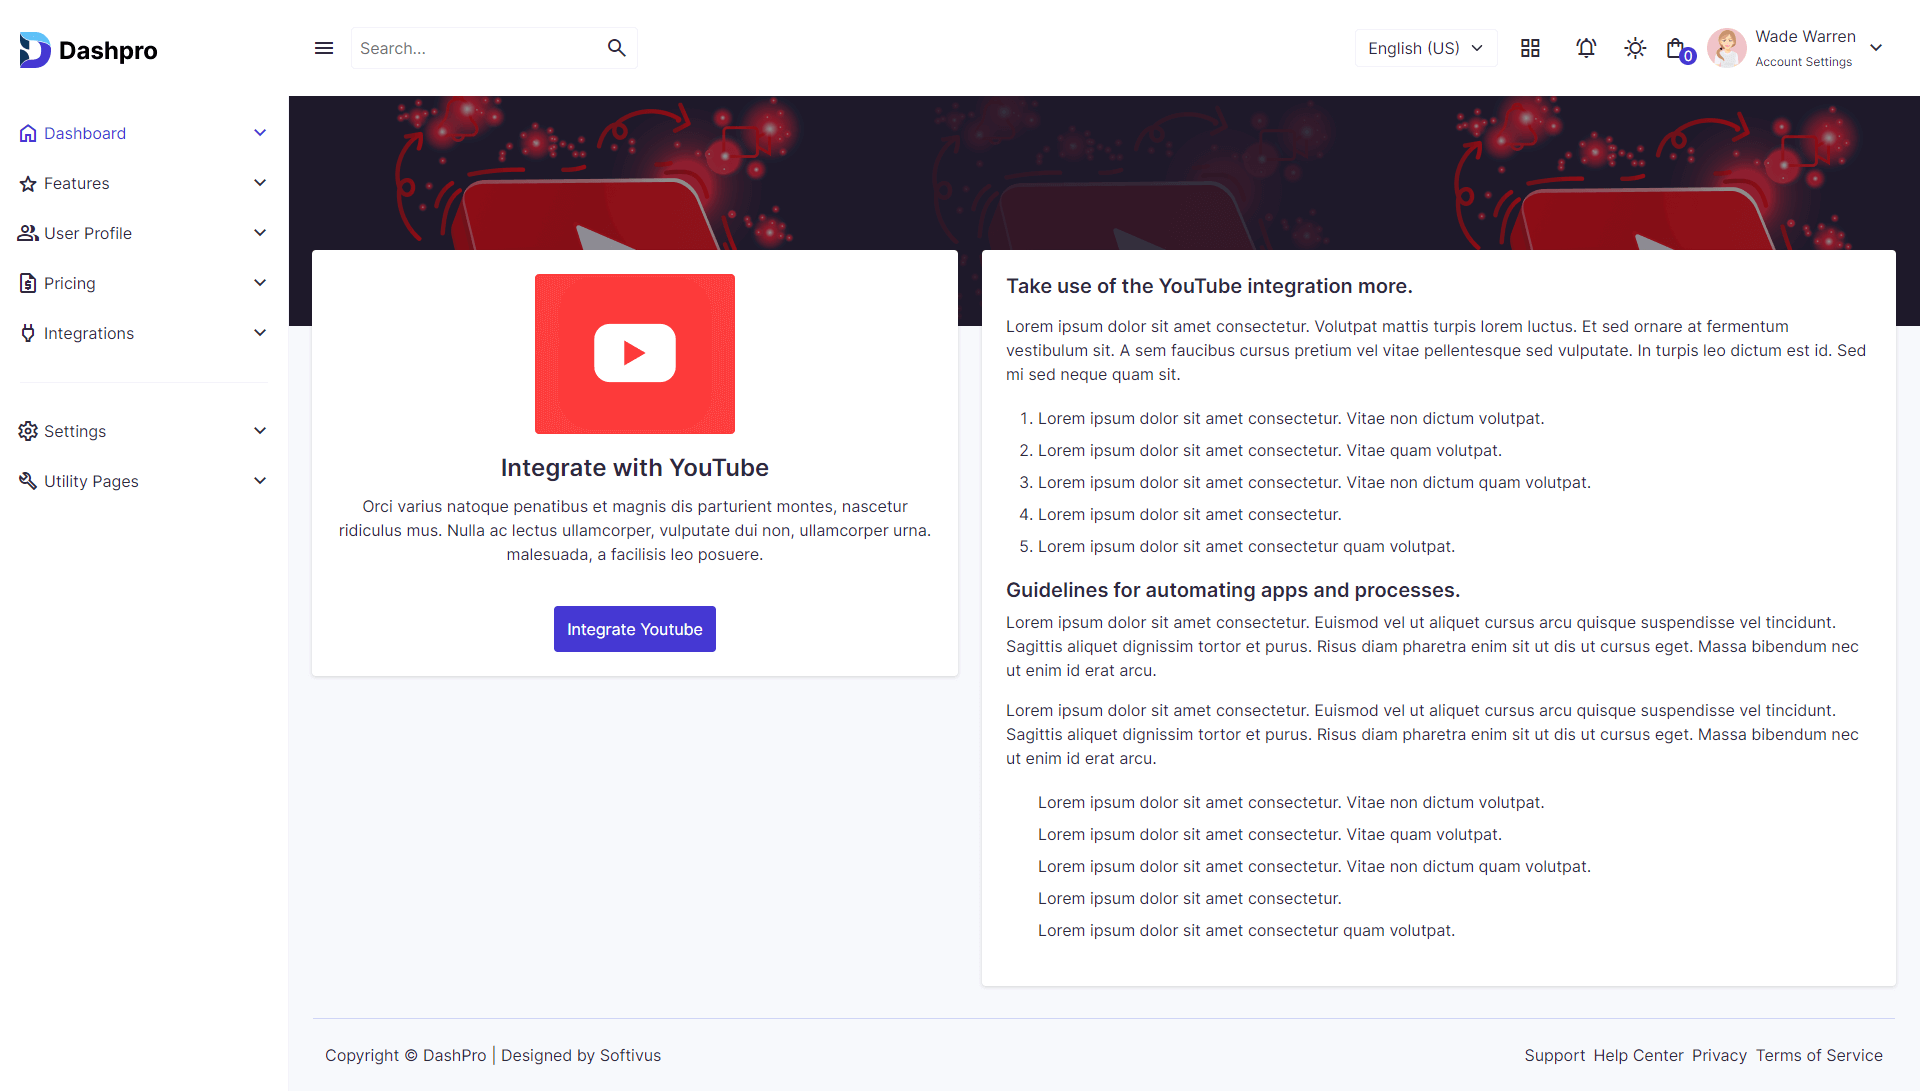 Dashpro
Search...
English (US)
0
Wade Warren
Account Settings
Dashboard
Features
User Profile
Pricing
Integrations
Settings
Utility Pages
Integrate with YouTube
Orci varius natoque penatibus et magnis dis parturient montes, nascetur
ridiculus mus. Nulla ac lectus ullamcorper, vulputate dui non, ullamcorper urna.
malesuada, a facilisis leo posuere.
Integrate Youtube
Take use of the YouTube integration more.
Lorem ipsum dolor sit amet consectetur. Volutpat mattis turpis lorem luctus. Et sed ornare at fermentum
vestibulum sit. A sem faucibus cursus pretium vel vitae pellentesque sed vulputate. In turpis leo dictum est id. Sed
mi sed neque quam sit.
1. Lorem ipsum dolor sit amet consectetur. Vitae non dictum volutpat.
2. Lorem ipsum dolor sit amet consectetur. Vitae quam volutpat.
3. Lorem ipsum dolor sit amet consectetur. Vitae non dictum quam volutpat.
4. Lorem ipsum dolor sit amet consectetur.
5. Lorem ipsum dolor sit amet consectetur quam volutpat.
Guidelines for automating apps and processes.
Lorem ipsum dolor sit amet consectetur. Euismod vel ut aliquet cursus arcu quisque suspendisse vel tincidunt.
Sagittis aliquet dignissim tortor et purus. Risus diam pharetra enim sit ut dis ut cursus eget. Massa bibendum nec
ut enim id erat arcu.
Lorem ipsum dolor sit amet consectetur. Euismod vel ut aliquet cursus arcu quisque suspendisse vel tincidunt.
Sagittis aliquet dignissim tortor et purus. Risus diam pharetra enim sit ut dis ut cursus eget. Massa bibendum nec
ut enim id erat arcu.
Lorem ipsum dolor sit amet consectetur. Vitae non dictum volutpat.
Lorem ipsum dolor sit amet consectetur. Vitae quam volutpat.
Lorem ipsum dolor sit amet consectetur. Vitae non dictum quam volutpat.
Lorem ipsum dolor sit amet consectetur.
Lorem ipsum dolor sit amet consectetur quam volutpat.
Copyright © DashPro | Designed by Softivus
Support Help Center Privacy Terms of Service